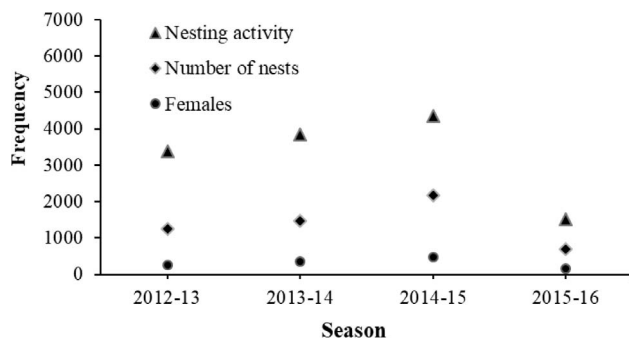 7000
Nesting activity
6000
Number of nests
5000
Females
4000
3000
2000
1000
0
Frequency
2012-13 2013-14 2014-15 2015-16
Season